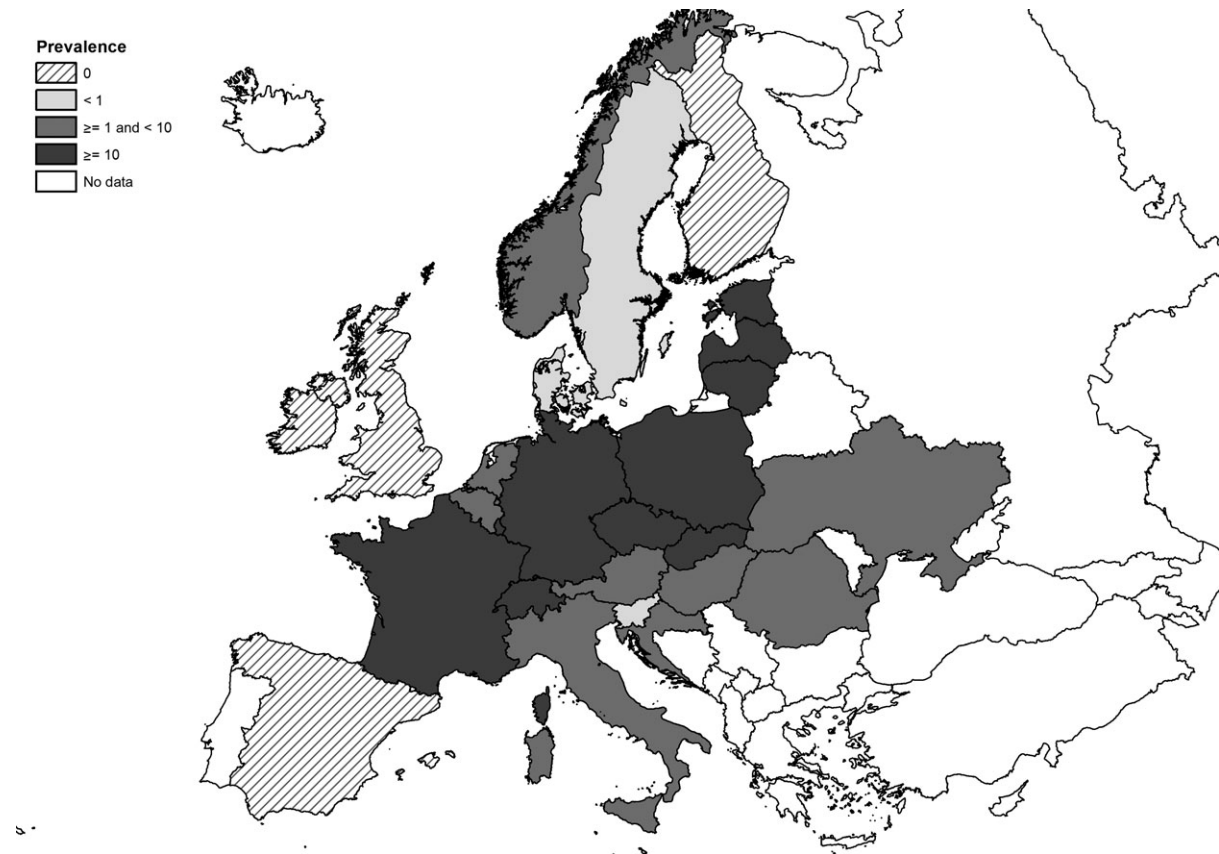 Prevalence
0
< 1
≥= 1 and < 10
≥= 10
No data